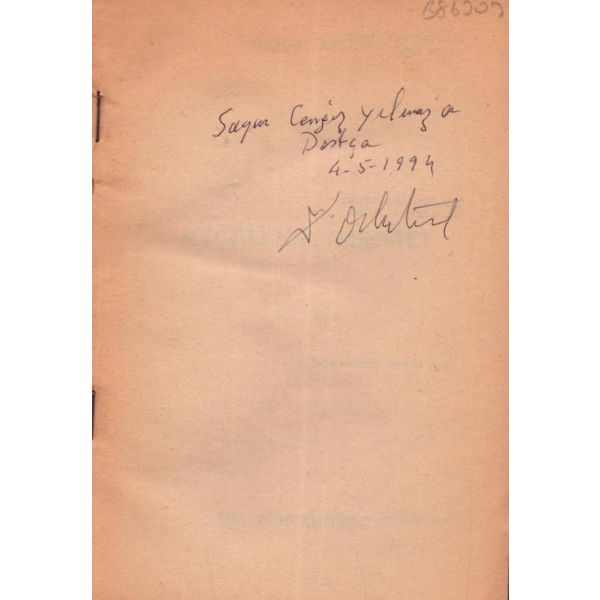 B86207
Sayın Cengiz Yılmaz'a
Dostça
4-5-1994